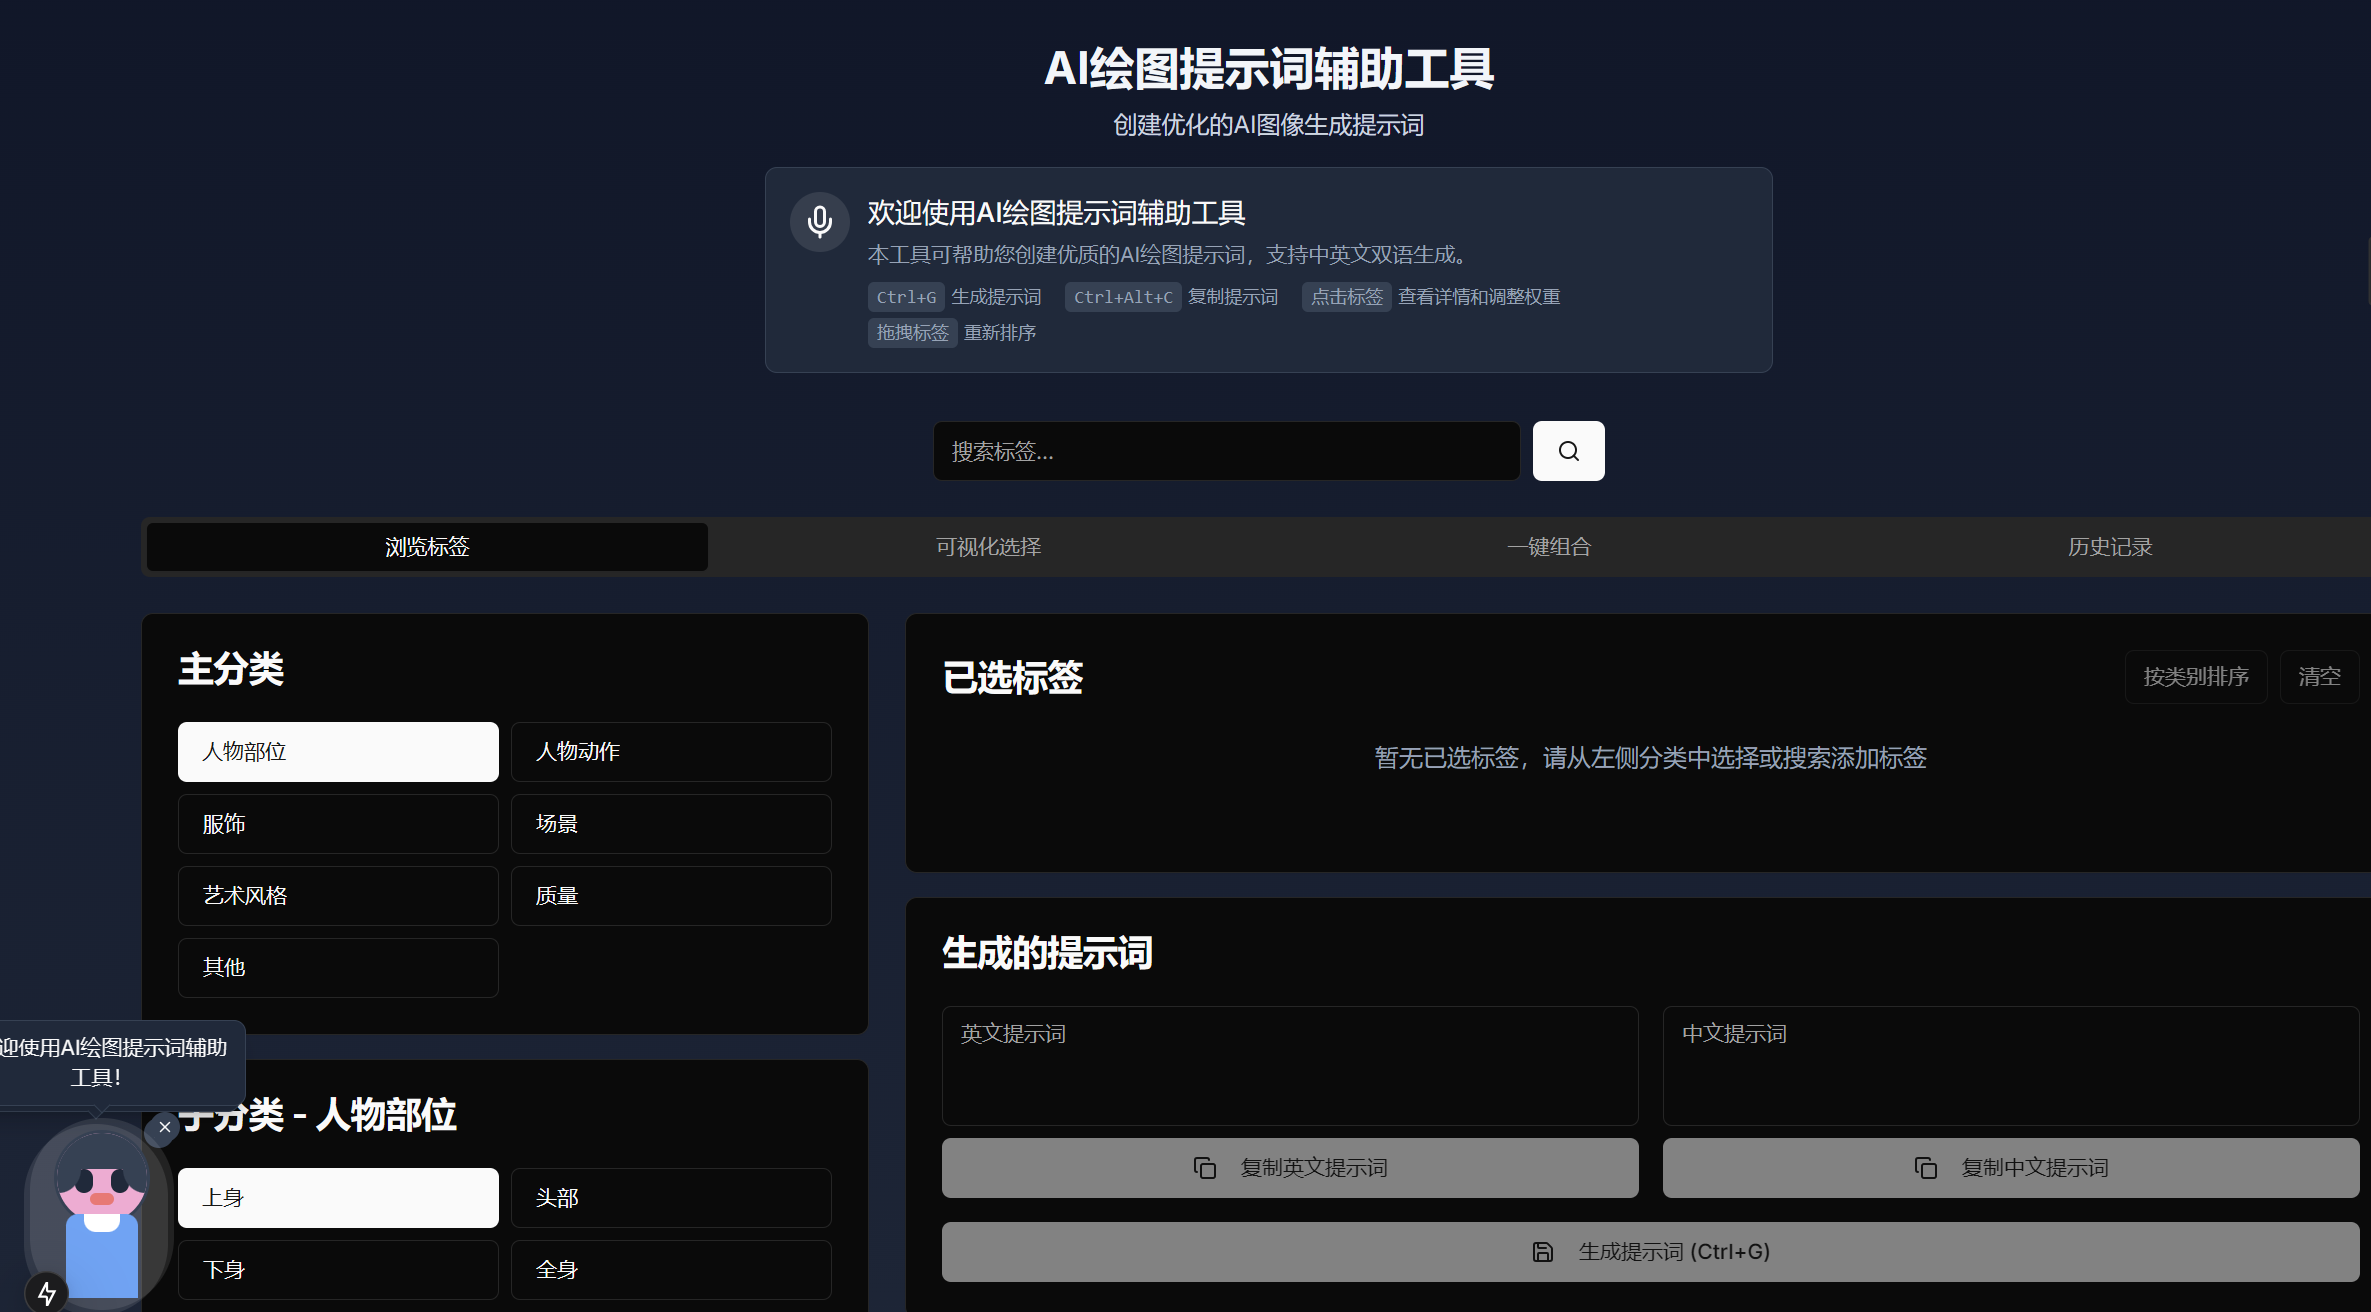 AI绘图提示词辅助工具
创建优化的AI图像生成提示词
欢迎使用AI绘图提示词辅助工具
本工具可帮助您创建优质的AI绘图提示词，支持中英文双语生成。
Ctrl+G 生成提示词 Ctrl+Alt+C 复制提示词 点击标签 查看详情和调整权重
拖拽标签 重新排序
搜索标签...
浏览标签 可视化选择 一键组合 历史记录
主分类
人物部位 人物动作
服饰 场景
艺术风格 质量
其他
已选标签
按类别排序 清空
暂无已选标签，请从左侧分类中选择或搜索添加标签
生成的提示词
英文提示词 中文提示词
复制英文提示词 复制中文提示词
生成提示词 (Ctrl+G)
迎使用AI绘图提示词辅助
工具！
分类 - 人物部位
上身 头部
下身 全身